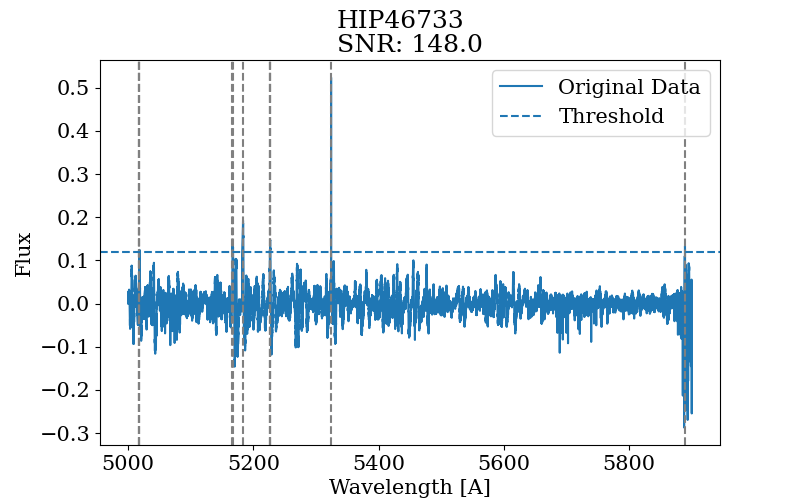 HIP46733
SNR: 148.0
Original Data
Threshold
0.5
0.4
0.3
0.2
0.1
0.0
−0.1
−0.2
−0.3
Flux
5000 5200 5400 5600 5800
Wavelength [A]